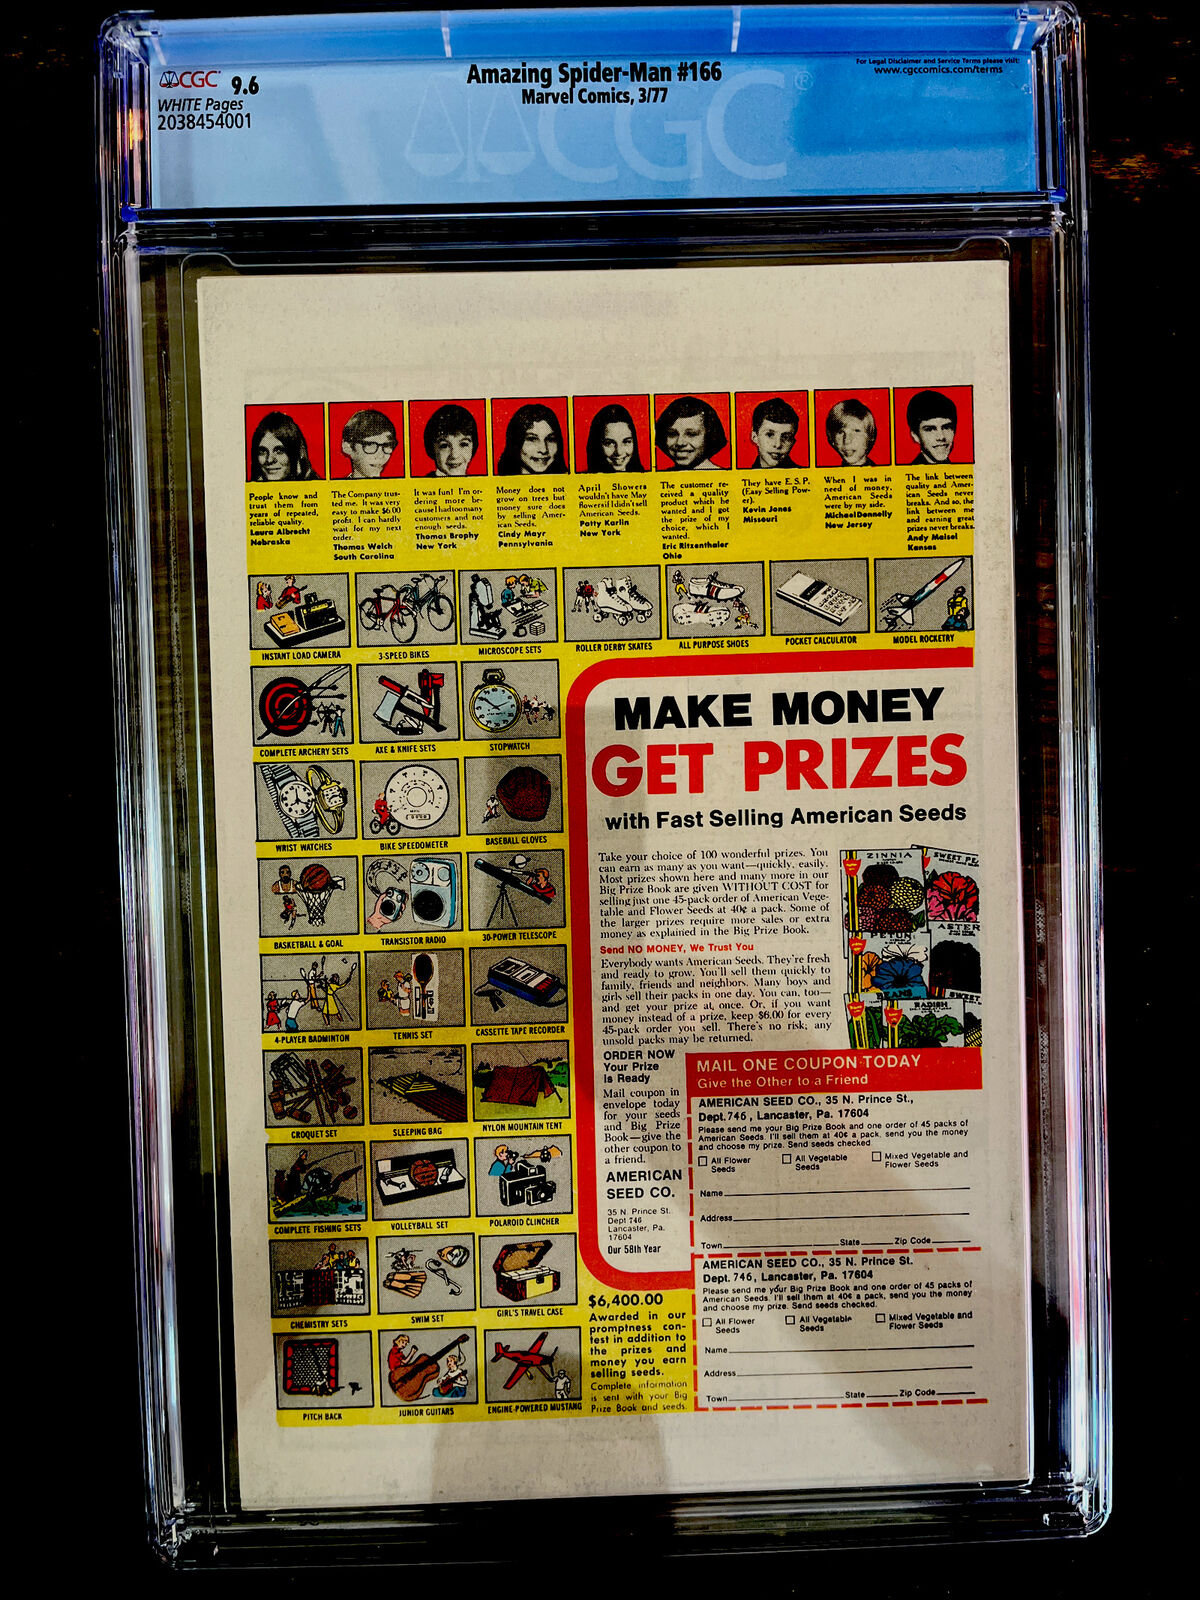 CGC 9.6
WHITE Pages
2038454001
Amazing Spider-Man #166
Marvel Comics, 3/77
For Legal Disclaimer and Service Terms please visit:
www.cgccomics.com/terms
CGC
People know and
trust them from
years of repeated,
reliable quality.
Laura Albrecht
Nebraska
The Company trus-
ted me. It was very
easy to make $6.00
profit. I can hardly
wait for my next
order.
Thomas Welch
South Carolina
It was fun! I'm or-
dering more be-
cause I had too many
customers and not
enough seeds.
Thomas Brophy
New York
Money does not
grow on trees but
money sure does
by selling Amer-
ican Seeds.
Cindy Mayr
Pennsylvania
April Showers
wouldn't have May
flowers if I didn't sell
American Seeds.
Patty Karlin
New York
The customer re-
ceived a quality
product which he
wanted and I got
the prize of my
choice, which I
wanted.
Eric Ritzenthaler
Ohio
They have E.S.P.
(Easy Selling Pow-
er).
Kevin Jones
Missouri
When I was in
need of money,
American Seeds
were by my side.
Michael Donnelly
New Jersey
The link between
quality and Amer-
ican Seeds never
breaks. And so, the
link between me
and earning great
prizes never breaks.
Andy Meisel
Kansas
INSTANT LOAD CAMERA
3-SPEED BIKES
MICROSCOPE SETS
ROLLER DERBY SKATES
ALL PURPOSE SHOES
POCKET CALCULATOR
MODEL ROCKETRY
COMPLETE ARCHERY SETS
AXE & KNIFE SETS
STOPWATCH
WRIST WATCHES
BIKE SPEEDOMETER
BASEBALL GLOVES
BASKETBALL & GOAL
TRANSISTOR RADIO
30-POWER TELESCOPE
4-PLAYER BADMINTON
TENNIS SET
CASSETTE TAPE RECORDER
CROQUET SET
SLEEPING BAG
NYLON MOUNTAIN TENT
COMPLETE FISHING SETS
VOLLEYBALL SET
POLAROID CLINCHER
CHEMISTRY SETS
SWIM SET
GIRL'S TRAVEL CASE
PITCH BACK
JUNIOR GUITARS
ENGINE-POWERED MUSTANG
MAKE MONEY
GET PRIZES
with Fast Selling American Seeds
Take your choice of 100 wonderful prizes. You
can earn as many as you want—quickly, easily.
Most prizes shown here and many more in our
Big Prize Book are given WITHOUT COST for
selling just one 45-pack order of American Vege-
table and Flower Seeds at 40¢ a pack. Some of
the larger prizes require more sales or extra
money as explained in the Big Prize Book.
Send NO MONEY, We Trust You
Everybody wants American Seeds. They're fresh
and ready to grow. You'll sell them quickly to
family, friends and neighbors. Many boys and
girls sell their packs in one day. You can, too—
and get your prize at once. Or, if you want
money instead of a prize, keep $6.00 for every
45-pack order you sell. There's no risk; any
unsold packs may be returned.
ZINNIA
SWEET PE
ASTER
PETUN
BEANS
RADISH
SWEET
ORDER NOW
Your Prize
Is Ready
Mail coupon in
envelope today
for your seeds
and Big Prize
Book—give the
other coupon to
a friend.
AMERICAN
SEED CO.
35 N. Prince St.
Dept 746
Lancaster, Pa.
17604
Our 58th Year
$6,400.00
Awarded in our
promptness con-
test in addition to
the prizes and
money you earn
selling seeds.
Complete information
is sent with your Big
Prize Book and seeds.
MAIL ONE COUPON TODAY
Give the Other to a Friend
AMERICAN SEED CO., 35 N. Prince St.,
Dept. 746, Lancaster, Pa. 17604
Please send me your Big Prize Book and one order of 45 packs of
American Seeds. I'll sell them at 40¢ a pack, send you the money
and choose my prize. Send seeds checked
All Flower
Seeds
All Vegetable
Seeds
Mixed Vegetable and
Flower Seeds
Name
Address
Town State Zip Code
AMERICAN SEED CO., 35 N. Prince St.
Dept. 746, Lancaster, Pa. 17604
Please send me your Big Prize Book and one order of 45 packs of
American Seeds. I'll sell them at 40¢ a pack, send you the money
and choose my prize. Send seeds checked.
All Flower
Seeds
All Vegetable
Seeds
Mixed Vegetable and
Flower Seeds
Name
Address
Town State Zip Code